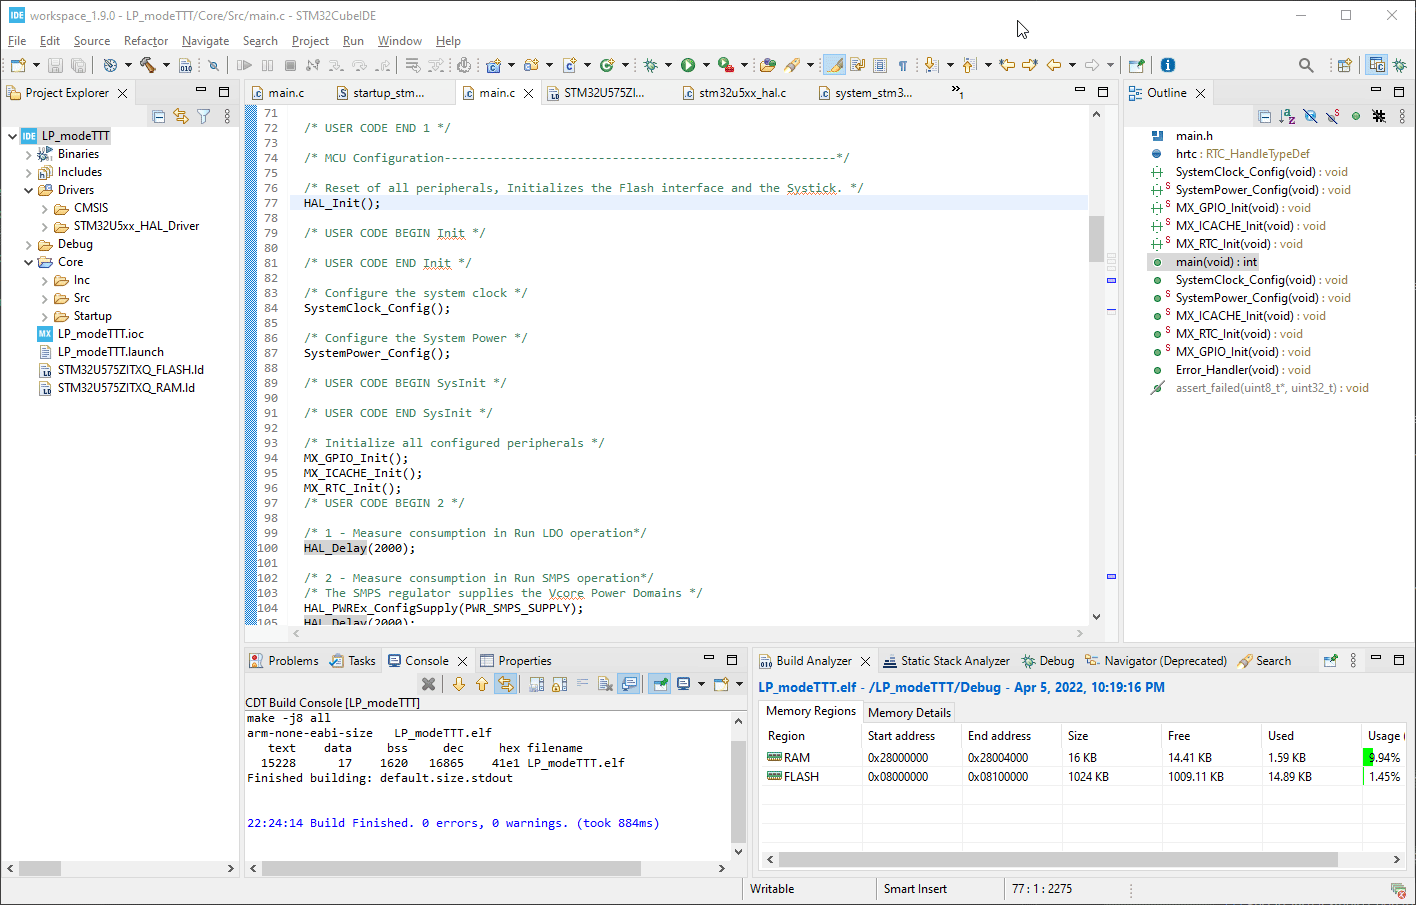 IDE workspace_1.9.0 - LP_modeTTT/Core/Src/main.c - STM32CubeIDE
File Edit Source Refactor Navigate Search Project Run Window Help
Project Explorer
IDE LP_modeTTT
Binaries
Includes
Drivers
CMSIS
STM32U5xx_HAL_Driver
Debug
Core
Inc
Src
Startup
MX LP_modeTTT.ioc
LP_modeTTT.launch
STM32U575ZITXQ_FLASH.ld
STM32U575ZITXQ_RAM.ld
main.c startup_stm... main.c STM32U575ZI... stm32u5xx_hal.c system_stm3... »1
71
72 /* USER CODE END 1 */
73
74 /* MCU Configuration--------------------------------------------------------*/
75
76 /* Reset of all peripherals, Initializes the Flash interface and the Systick. */
77 HAL_Init();
78
79 /* USER CODE BEGIN Init */
80
81 /* USER CODE END Init */
82
83 /* Configure the system clock */
84 SystemClock_Config();
85
86 /* Configure the System Power */
87 SystemPower_Config();
88
89 /* USER CODE BEGIN SysInit */
90
91 /* USER CODE END SysInit */
92
93 /* Initialize all configured peripherals */
94 MX_GPIO_Init();
95 MX_ICACHE_Init();
96 MX_RTC_Init();
97 /* USER CODE BEGIN 2 */
98
99 /* 1 - Measure consumption in Run LDO operation*/
100 HAL_Delay(2000);
101
102 /* 2 - Measure consumption in Run SMPS operation*/
103 /* The SMPS regulator supplies the Vcore Power Domains */
104 HAL_PWREx_ConfigSupply(PWR_SMPS_SUPPLY);
105 HAL_Delay(2000);
Outline
main.h
hrtc : RTC_HandleTypeDef
SystemClock_Config(void) : void
SystemPower_Config(void) : void
MX_GPIO_Init(void) : void
MX_ICACHE_Init(void) : void
MX_RTC_Init(void) : void
main(void) : int
SystemClock_Config(void) : void
SystemPower_Config(void) : void
MX_ICACHE_Init(void) : void
MX_RTC_Init(void) : void
MX_GPIO_Init(void) : void
Error_Handler(void) : void
assert_failed(uint8_t*, uint32_t) : void
Problems Tasks Console Properties
CDT Build Console [LP_modeTTT]
make -j8 all
arm-none-eabi-size LP_modeTTT.elf
text data bss dec hex filename
15228 17 1620 16865 41e1 LP_modeTTT.elf
Finished building: default.size.stdout
22:24:14 Build Finished. 0 errors, 0 warnings. (took 884ms)
Build Analyzer Static Stack Analyzer Debug Navigator (Deprecated) Search
LP_modeTTT.elf - /LP_modeTTT/Debug - Apr 5, 2022, 10:19:16 PM
Memory Regions Memory Details
Region Start address End address Size Free Used Usage (
RAM 0x28000000 0x28004000 16 KB 14.41 KB 1.59 KB 9.94%
FLASH 0x08000000 0x08100000 1024 KB 1009.11 KB 14.89 KB 1.45%
Writable Smart Insert 77 : 1 : 2275